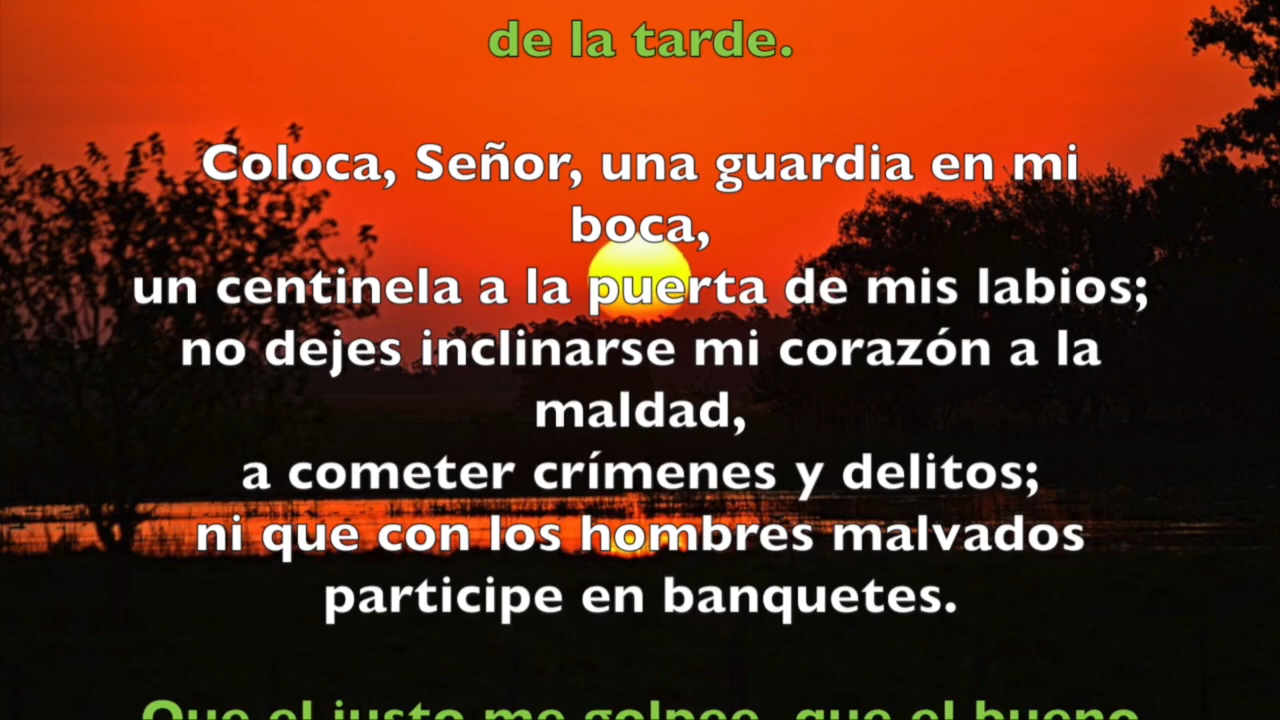 de la tarde.
Coloca, Señor, una guardia en mi
boca,
un centinela a la puerta de mis labios;
no dejes inclinarse mi corazón a la
maldad,
a cometer crímenes y delitos;
ni que con los hombres malvados
participe en banquetes.
Que el justo me golpee, que el bueno